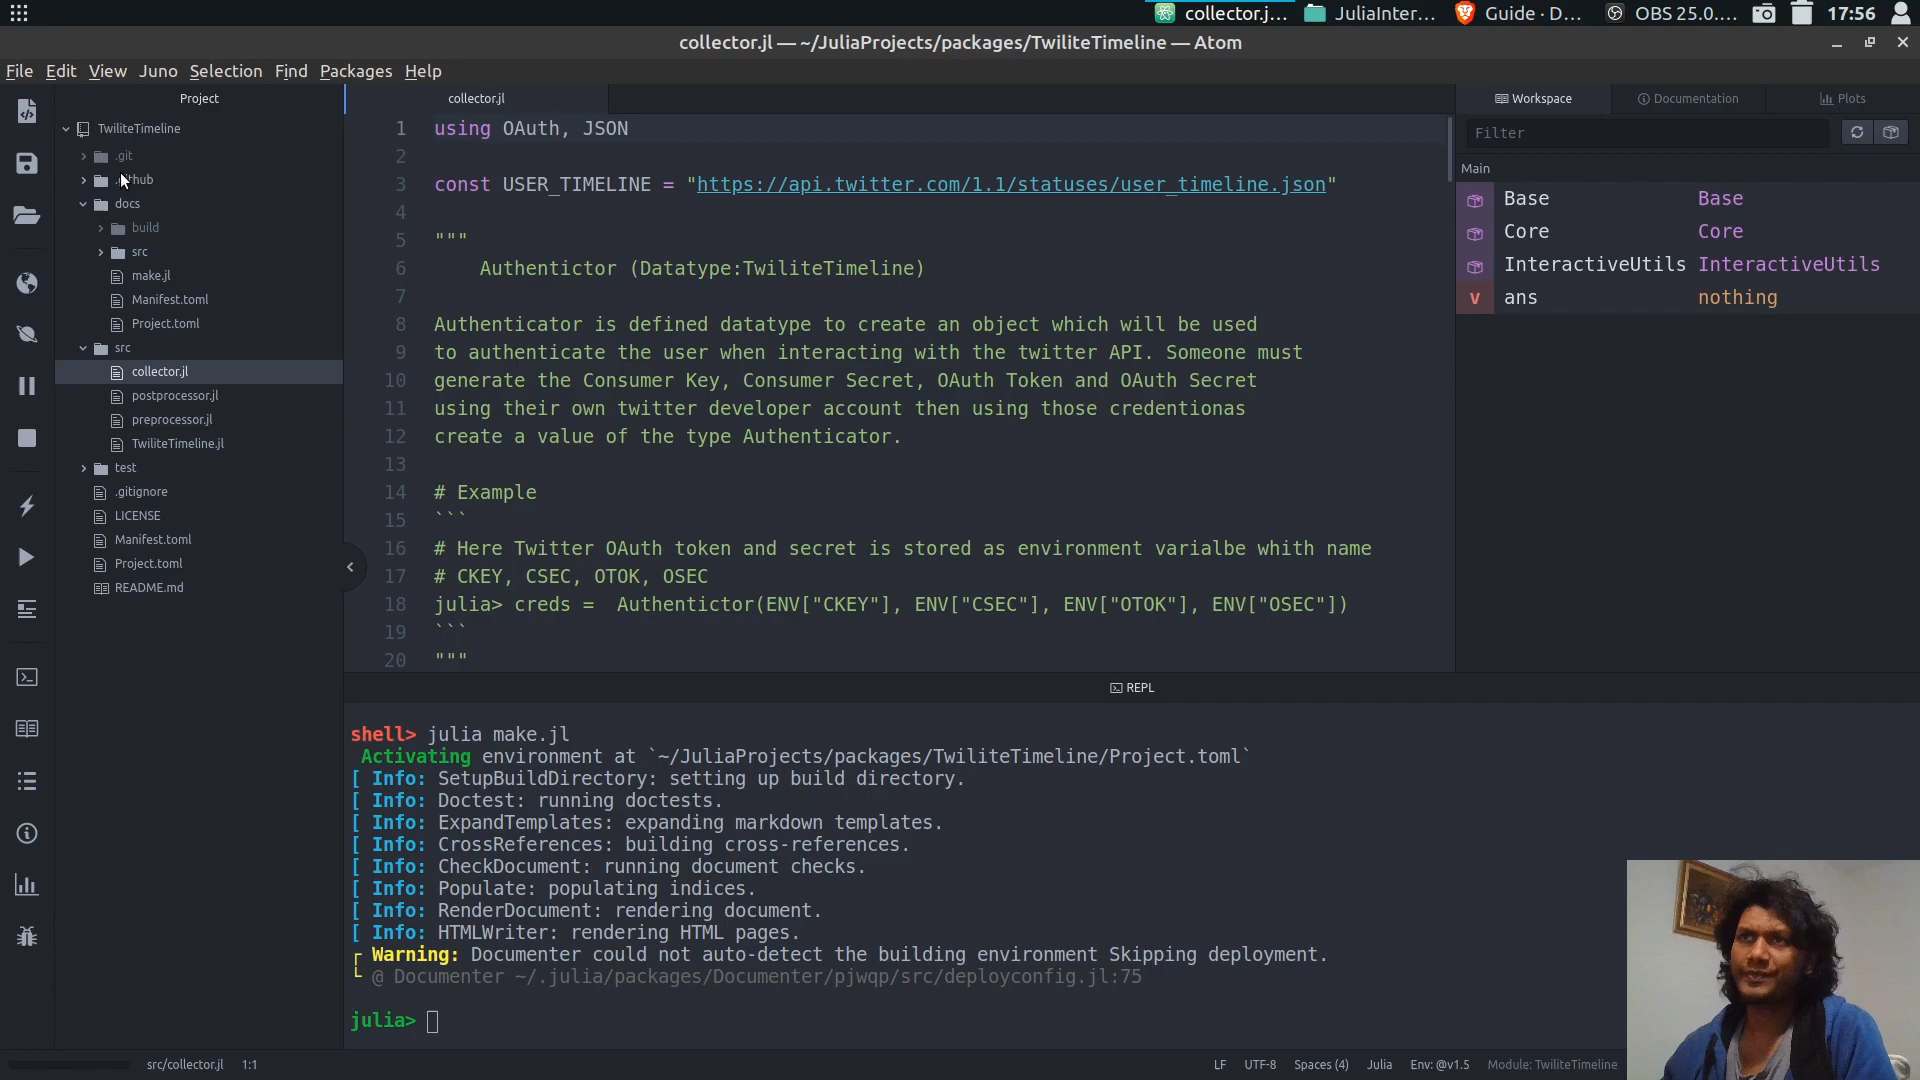 collector.j...
JuliaInter...
Guide · D...
OBS 25.0....
17:56
collector.jl — ~/JuliaProjects/packages/TwiliteTimeline — Atom
File Edit View Juno Selection Find Packages Help
Project
TwiliteTimeline
.git
.github
docs
build
src
make.jl
Manifest.toml
Project.toml
src
collector.jl
postprocessor.jl
preprocessor.jl
TwiliteTimeline.jl
test
.gitignore
LICENSE
Manifest.toml
Project.toml
README.md
collector.jl
1 using OAuth, JSON
2
3 const USER_TIMELINE = "https://api.twitter.com/1.1/statuses/user_timeline.json"
4
5 """
6 Authentictor (Datatype:TwiliteTimeline)
7
8 Authenticator is defined datatype to create an object which will be used
9 to authenticate the user when interacting with the twitter API. Someone must
10 generate the Consumer Key, Consumer Secret, OAuth Token and OAuth Secret
11 using their own twitter developer account then using those credentionas
12 create a value of the type Authenticator.
13
14 # Example
15 ```
16 # Here Twitter OAuth token and secret is stored as environment varialbe whith name
17 # CKEY, CSEC, OTOK, OSEC
18 julia> creds =  Authentictor(ENV["CKEY"], ENV["CSEC"], ENV["OTOK"], ENV["OSEC"])
19 ```
20 """
Workspace Documentation Plots
Filter
Main
Base Base
Core Core
InteractiveUtils InteractiveUtils
v ans nothing
REPL
shell> julia make.jl
Activating environment at `~/JuliaProjects/packages/TwiliteTimeline/Project.toml`
[ Info: SetupBuildDirectory: setting up build directory.
[ Info: Doctest: running doctests.
[ Info: ExpandTemplates: expanding markdown templates.
[ Info: CrossReferences: building cross-references.
[ Info: CheckDocument: running document checks.
[ Info: Populate: populating indices.
[ Info: RenderDocument: rendering document.
[ Info: HTMLWriter: rendering HTML pages.
┌ Warning: Documenter could not auto-detect the building environment Skipping deployment.
└ @ Documenter ~/.julia/packages/Documenter/pjwqp/src/deployconfig.jl:75
julia>
src/collector.jl 1:1
LF UTF-8 Spaces (4) Julia Env: @v1.5 Module: TwiliteTimeline